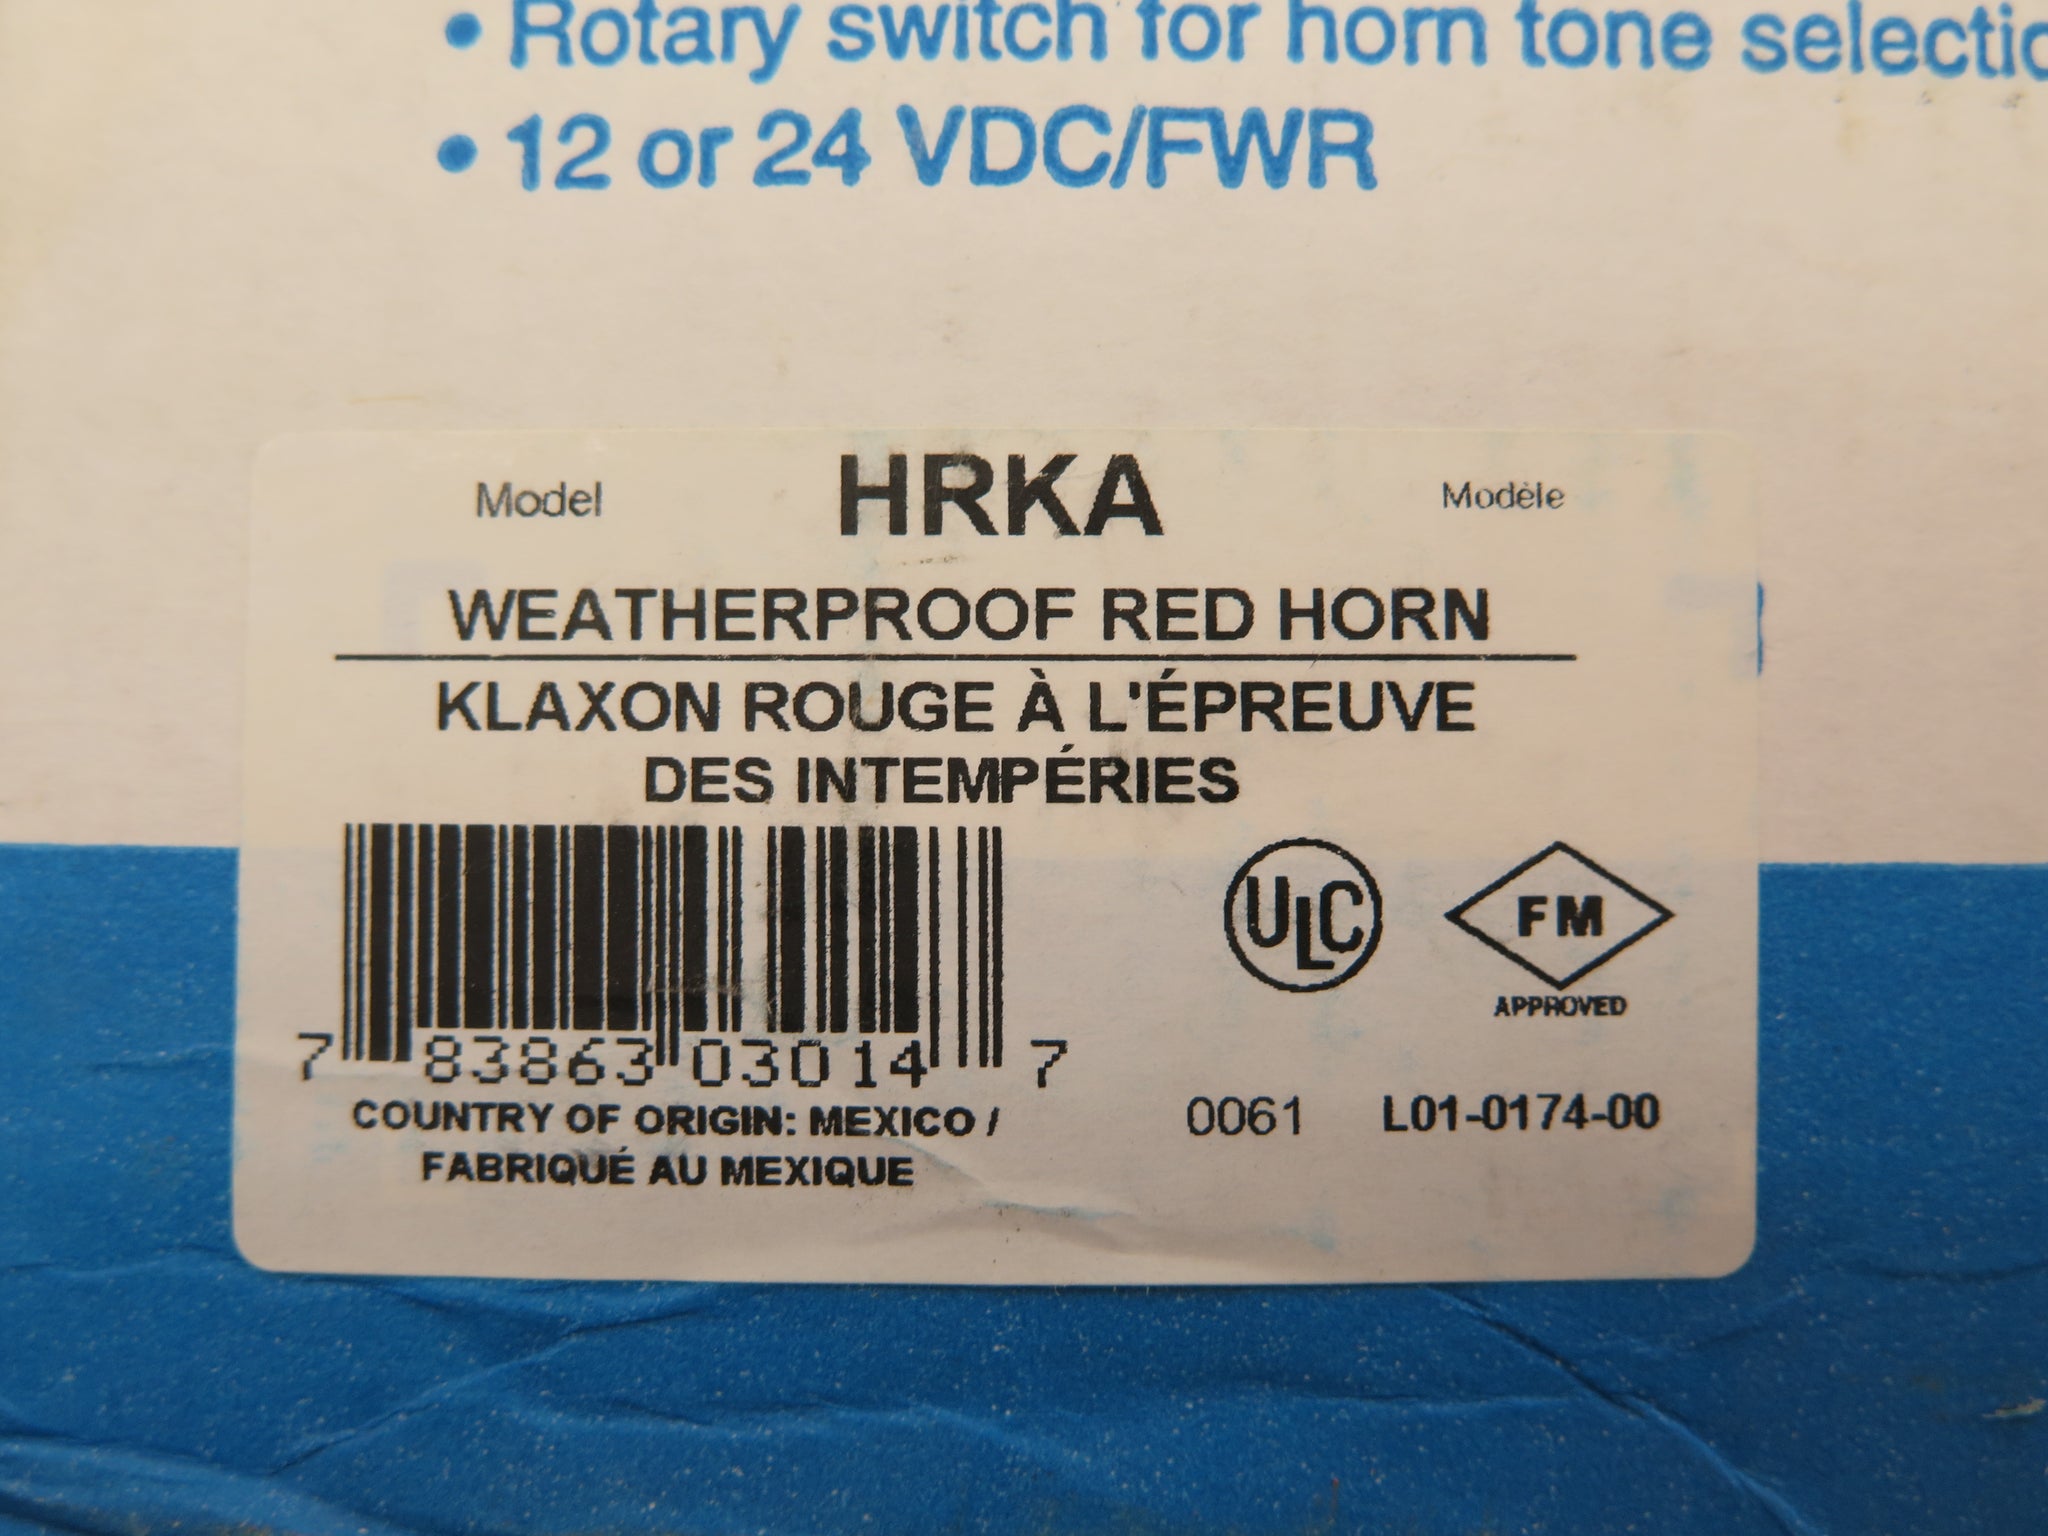 • Rotary switch for horn tone selectio
• 12 or 24 VDC/FWR
Model HRKA Modèle
WEATHERPROOF RED HORN
KLAXON ROUGE À L'ÉPREUVE
DES INTEMPÉRIES
7 83863 03014 7
ULC FM
APPROVED
COUNTRY OF ORIGIN: MEXICO /
FABRIQUÉ AU MEXIQUE
0061 L01-0174-00